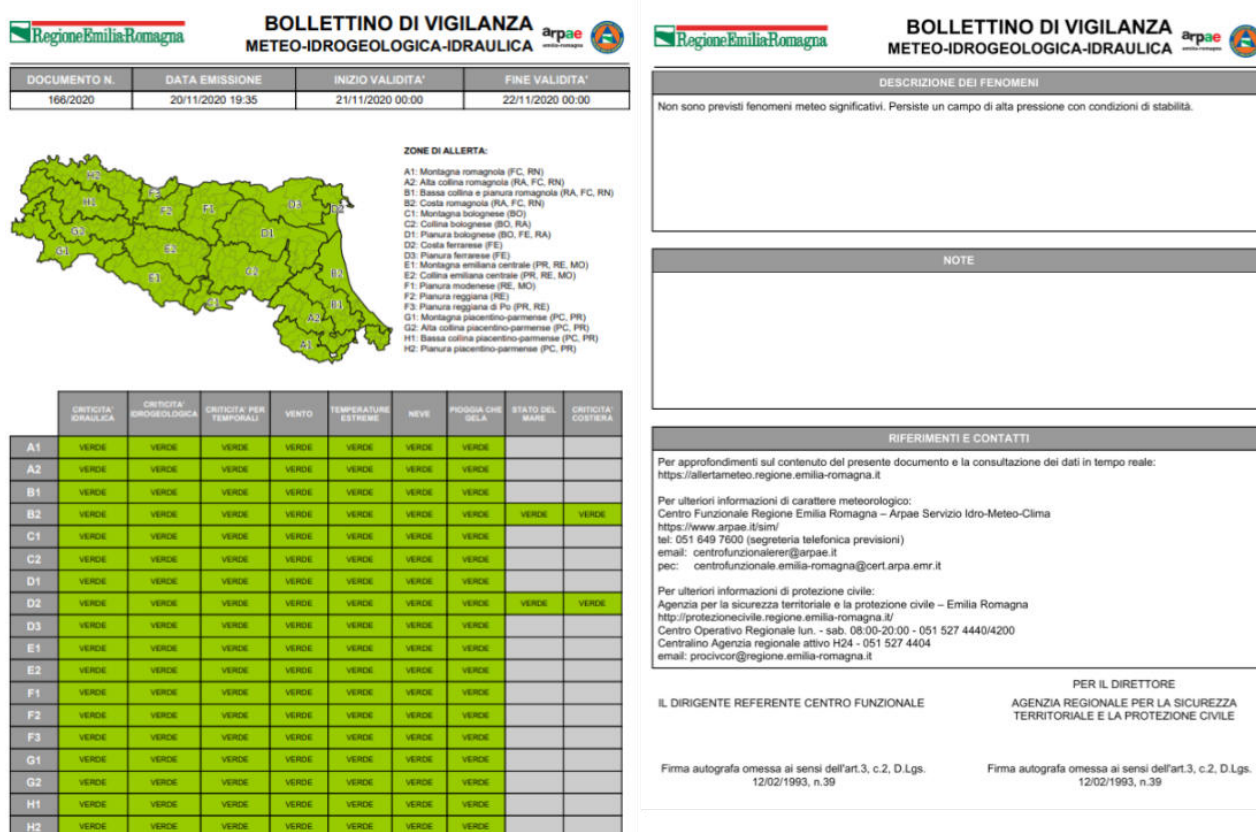 RegioneEmiliaRomagna
BOLLETTINO DI VIGILANZA
METEO-IDROGEOLOGICA-IDRAULICA
arpae
emilia-romagna
DOCUMENTO N. DATA EMISSIONE INIZIO VALIDITA' FINE VALIDITA'
166/2020 20/11/2020 19:35 21/11/2020 00:00 22/11/2020 00:00
H2
H1
G2
G1
F3
F2
F1
E2
E1
D3
D2
D1
C2
C1
B2
B1
A2
A1
ZONE DI ALLERTA:
A1: Montagna romagnola (FC, RN)
A2: Alta collina romagnola (RA, FC, RN)
B1: Bassa collina e pianura romagnola (RA, FC, RN)
B2: Costa romagnola (RA, FC, RN)
C1: Montagna bolognese (BO)
C2: Collina bolognese (BO, RA)
D1: Pianura bolognese (BO, FE, RA)
D2: Costa ferrarese (FE)
D3: Pianura ferrarese (FE)
E1: Montagna emiliana centrale (PR, RE, MO)
E2: Collina emiliana centrale (PR, RE, MO)
F1: Pianura modenese (RE, MO)
F2: Pianura reggiana (RE)
F3: Pianura reggiana di Po (PR, RE)
G1: Montagna piacentino-parmense (PC, PR)
G2: Alta collina piacentino-parmense (PC, PR)
H1: Bassa collina piacentino-parmense (PC, PR)
H2: Pianura piacentino-parmense (PC, PR)
CRITICITA' IDRAULICA CRITICITA' IDROGEOLOGICA CRITICITA' PER TEMPORALI VENTO TEMPERATURE ESTREME NEVE PIOGGIA CHE GELA STATO DEL MARE CRITICITA' COSTIERA
A1 VERDE VERDE VERDE VERDE VERDE VERDE VERDE
A2 VERDE VERDE VERDE VERDE VERDE VERDE VERDE
B1 VERDE VERDE VERDE VERDE VERDE VERDE VERDE
B2 VERDE VERDE VERDE VERDE VERDE VERDE VERDE VERDE VERDE
C1 VERDE VERDE VERDE VERDE VERDE VERDE VERDE
C2 VERDE VERDE VERDE VERDE VERDE VERDE VERDE
D1 VERDE VERDE VERDE VERDE VERDE VERDE VERDE
D2 VERDE VERDE VERDE VERDE VERDE VERDE VERDE VERDE VERDE
D3 VERDE VERDE VERDE VERDE VERDE VERDE VERDE
E1 VERDE VERDE VERDE VERDE VERDE VERDE VERDE
E2 VERDE VERDE VERDE VERDE VERDE VERDE VERDE
F1 VERDE VERDE VERDE VERDE VERDE VERDE VERDE
F2 VERDE VERDE VERDE VERDE VERDE VERDE VERDE
F3 VERDE VERDE VERDE VERDE VERDE VERDE VERDE
G1 VERDE VERDE VERDE VERDE VERDE VERDE VERDE
G2 VERDE VERDE VERDE VERDE VERDE VERDE VERDE
H1 VERDE VERDE VERDE VERDE VERDE VERDE VERDE
H2 VERDE VERDE VERDE VERDE VERDE VERDE VERDE
RegioneEmiliaRomagna
BOLLETTINO DI VIGILANZA
METEO-IDROGEOLOGICA-IDRAULICA
arpae
emilia-romagna
DESCRIZIONE DEI FENOMENI
Non sono previsti fenomeni meteo significativi. Persiste un campo di alta pressione con condizioni di stabilità.
NOTE
RIFERIMENTI E CONTATTI
Per approfondimenti sul contenuto del presente documento e la consultazione dei dati in tempo reale:
https://allertameteo.regione.emilia-romagna.it
Per ulteriori informazioni di carattere meteorologico:
Centro Funzionale Regione Emilia Romagna – Arpae Servizio Idro-Meteo-Clima
https://www.arpae.it/sim/
tel: 051 649 7600 (segreteria telefonica previsioni)
email: centrofunzionalerer@arpae.it
pec: centrofunzionale.emilia-romagna@cert.arpa.emr.it
Per ulteriori informazioni di protezione civile:
Agenzia per la sicurezza territoriale e la protezione civile – Emilia Romagna
http://protezionecivile.regione.emilia-romagna.it/
Centro Operativo Regionale lun. - sab. 08:00-20:00 - 051 527 4440/4200
Centralino Agenzia regionale attivo H24 - 051 527 4404
email: procivcor@regione.emilia-romagna.it
IL DIRIGENTE REFERENTE CENTRO FUNZIONALE
PER IL DIRETTORE
AGENZIA REGIONALE PER LA SICUREZZA
TERRITORIALE E LA PROTEZIONE CIVILE
Firma autografa omessa ai sensi dell'art.3, c.2, D.Lgs.
12/02/1993, n.39
Firma autografa omessa ai sensi dell'art.3, c.2, D.Lgs.
12/02/1993, n.39